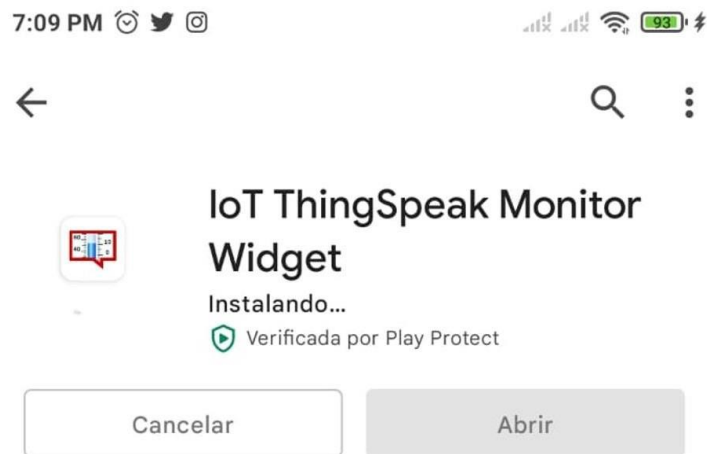 7:09 PM
93
IoT ThingSpeak Monitor
Widget
Instalando...
Verificada por Play Protect
Cancelar
Abrir